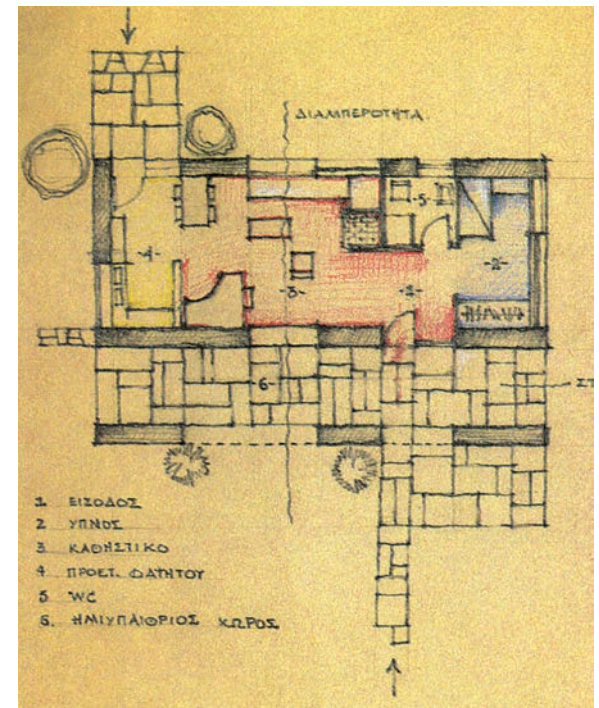 ΔΙΑΜΠΕΡΟΤΗΤΑ
-5-
-4-
-2-
-3-
-1-
-6-
ΣΤ
1 ΕΙΣΟΔΟΣ
2 ΥΠΝΟΣ
3 ΚΑΘΗΣΤΙΚΟ
4 ΠΡΟΕΤ. ΦΑΓΗΤΟΥ
5 WC
6. ΗΜΙΥΠΑΙΘΡΙΟΣ ΧΩΡΟΣ